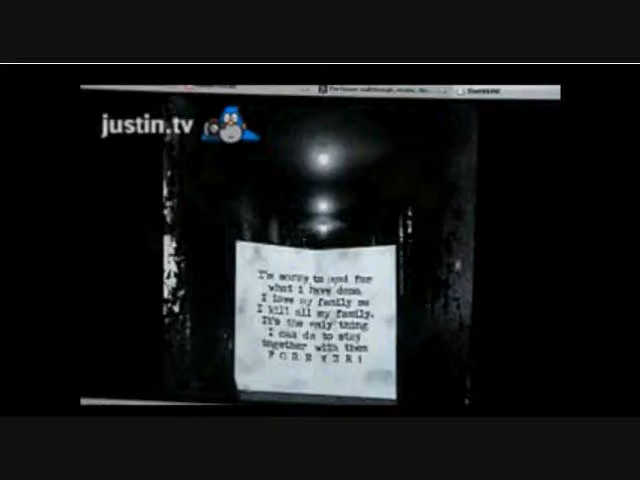 justin.tv
I'm sorry to god for
what i have done.
I love my family so
I kill all my family.
It's the only thing
I can do to stay
together with them
F O R E V E R !